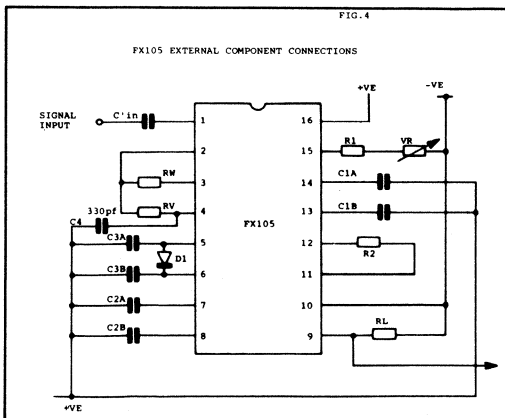 FIG.4
FX105 EXTERNAL COMPONENT CONNECTIONS
+VE
-VE
SIGNAL
INPUT
C'in
1
16
2
15
R1
VR
3
RW
14
C1A
4
RV
13
C1B
330pf
C4
FX105
5
C3A
12
R2
D1
6
C3B
11
7
C2A
10
8
C2B
9
RL
+VE